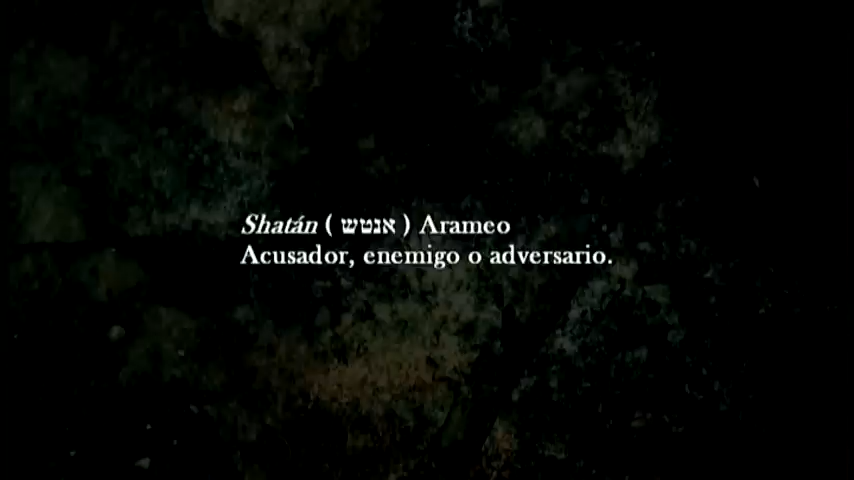 Shatán ( אנטש ) Arameo
Acusador, enemigo o adversario.